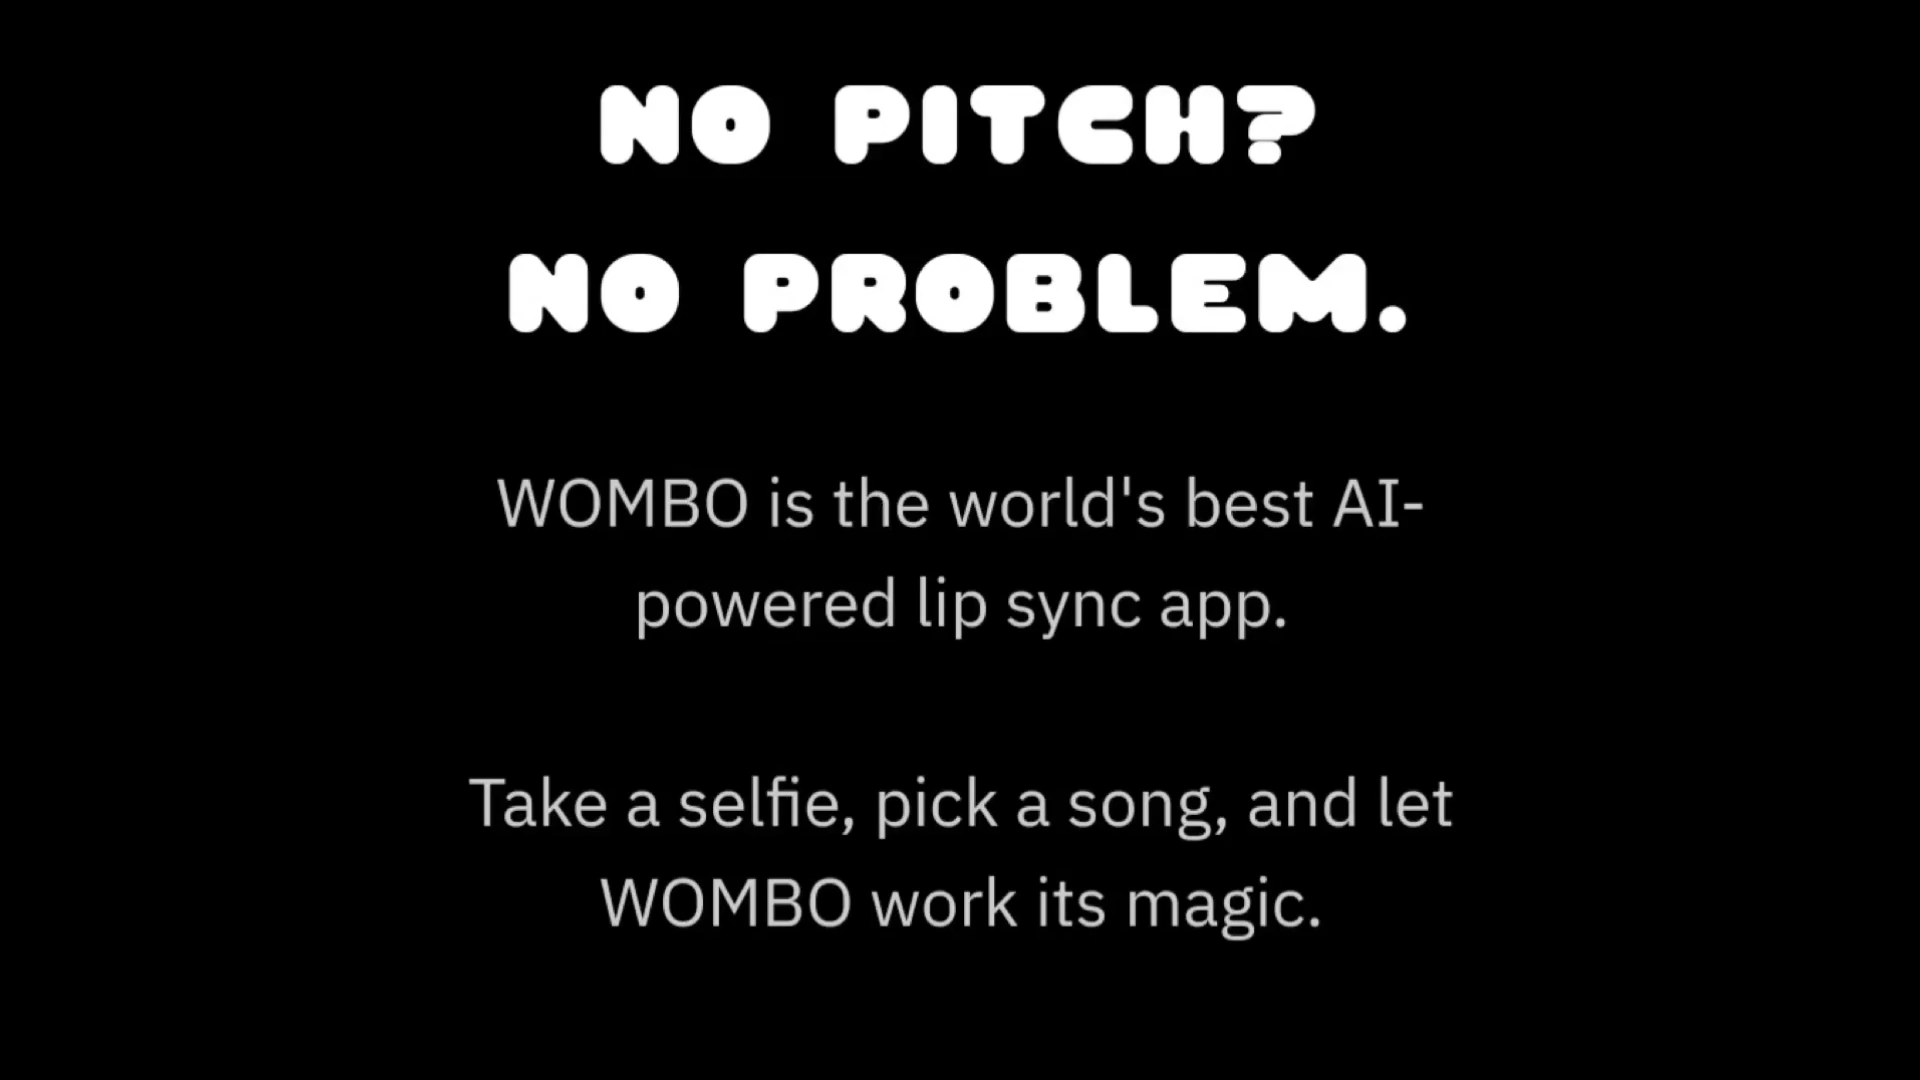 NO PITCH?
NO PROBLEM.
WOMBO is the world's best AI-
powered lip sync app.
Take a selfie, pick a song, and let
WOMBO work its magic.